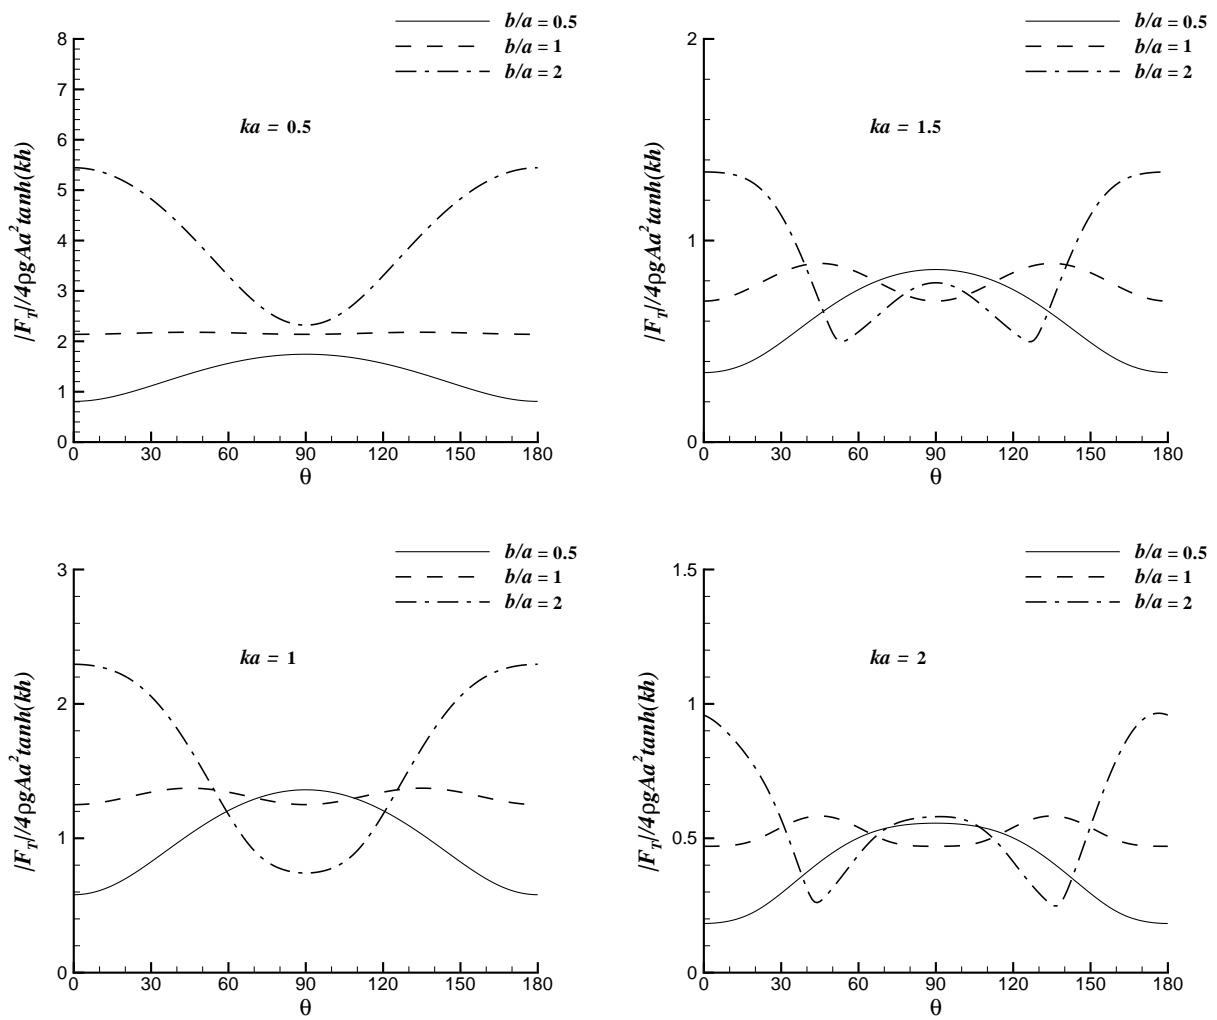 b/a = 0.5
b/a = 1
b/a = 2
ka = 0.5
|F_T|/4ρgAa²tanh(kh)
8
7
6
5
4
3
2
1
0
0 30 60 90 120 150 180
θ
b/a = 0.5
b/a = 1
b/a = 2
ka = 1.5
|F_T|/4ρgAa²tanh(kh)
2
1
0
0 30 60 90 120 150 180
θ
b/a = 0.5
b/a = 1
b/a = 2
ka = 1
|F_T|/4ρgAa²tanh(kh)
3
2
1
0
0 30 60 90 120 150 180
θ
b/a = 0.5
b/a = 1
b/a = 2
ka = 2
|F_T|/4ρgAa²tanh(kh)
1.5
1
0.5
0
0 30 60 90 120 150 180
θ